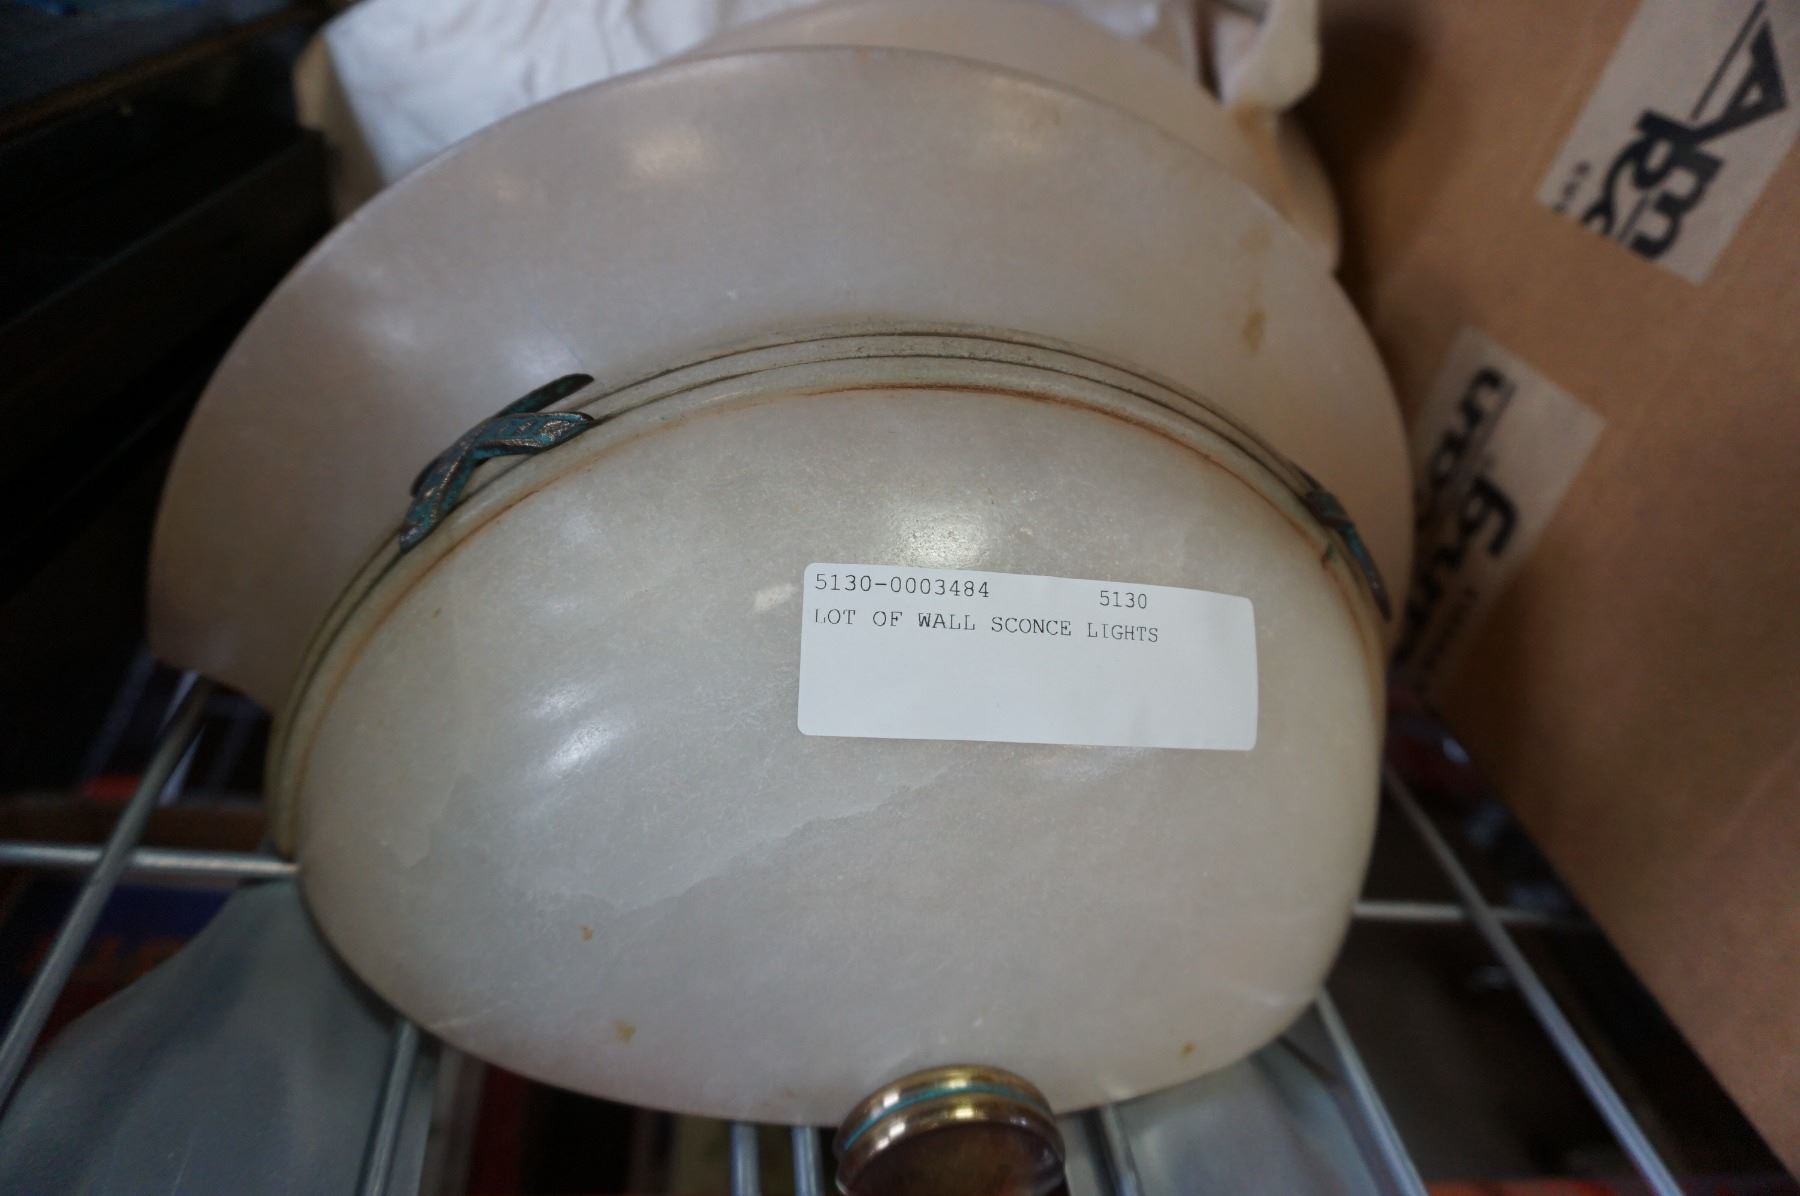 5130-0003484 5130
LOT OF WALL SCONCE LIGHTS